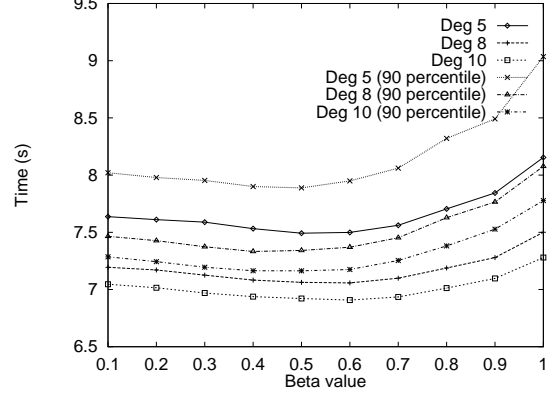 9.5
9
8.5
8
7.5
7
6.5
Time (s)
Deg 5
Deg 8
Deg 10
Deg 5 (90 percentile)
Deg 8 (90 percentile)
Deg 10 (90 percentile)
0.1 0.2 0.3 0.4 0.5 0.6 0.7 0.8 0.9 1
Beta value